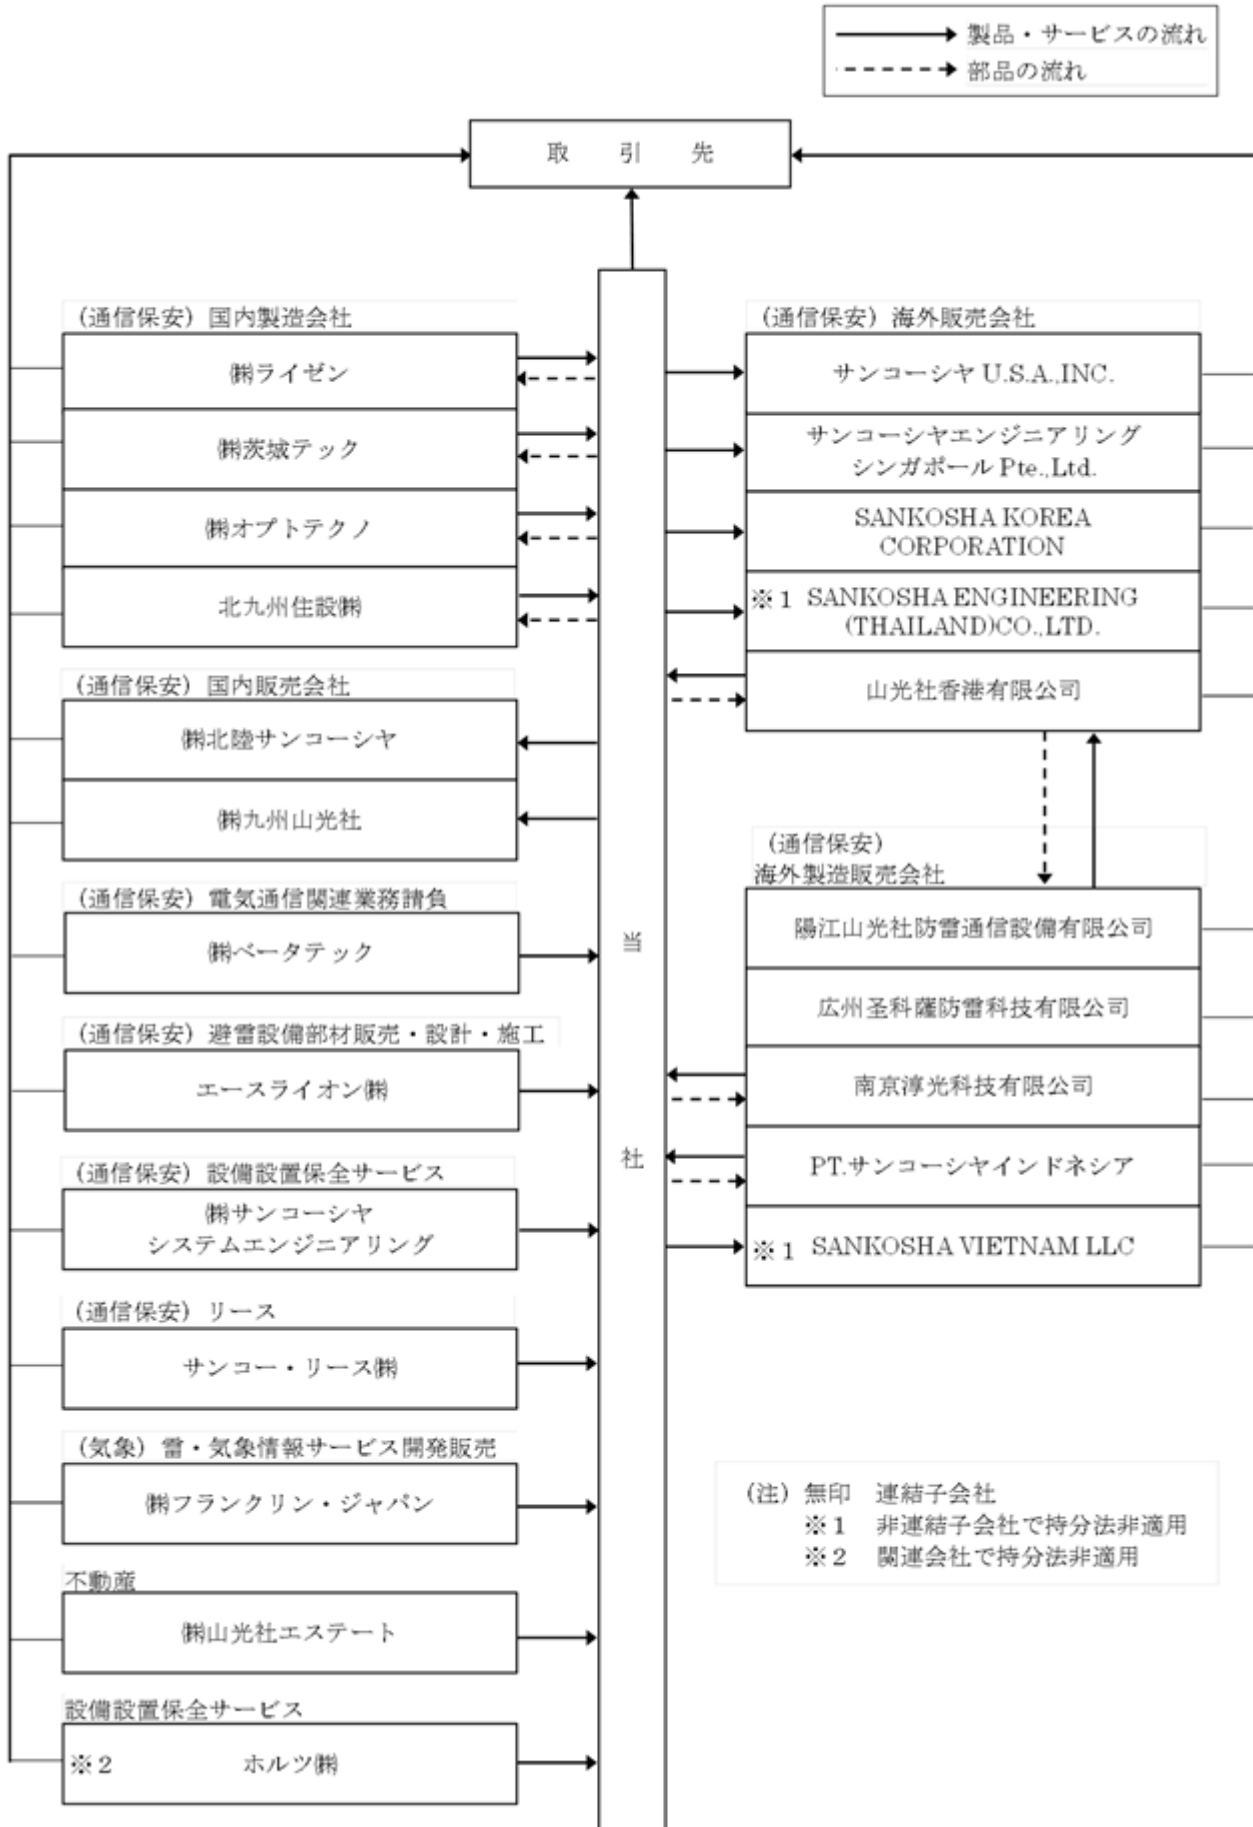 製品・サービスの流れ
部品の流れ
取引先
(通信保安) 国内製造会社
㈱ライゼン
㈱茨城テック
㈱オプトテクノ
北九州住設㈱
(通信保安) 国内販売会社
㈱北陸サンコーシヤ
㈱九州山光社
(通信保安) 電気通信関連業務請負
㈱ベータテック
(通信保安) 避雷設備部材販売・設計・施工
エースライオン㈱
(通信保安) 設備設置保全サービス
㈱サンコーシヤ
システムエンジニアリング
(通信保安) リース
サンコー・リース㈱
(気象) 雷・気象情報サービス開発販売
㈱フランクリン・ジャパン
不動産
㈱山光社エステート
設備設置保全サービス
※2 ホルツ㈱
当社
(通信保安) 海外販売会社
サンコーシヤ U.S.A.,INC.
サンコーシヤエンジニアリング
シンガポール Pte.,Ltd.
SANKOSHA KOREA
CORPORATION
※1 SANKOSHA ENGINEERING
(THAILAND)CO.,LTD.
山光社香港有限公司
(通信保安)
海外製造販売会社
陽江山光社防雷通信設備有限公司
広州圣科薩防雷科技有限公司
南京淳光科技有限公司
PT.サンコーシヤインドネシア
※1 SANKOSHA VIETNAM LLC
(注) 無印 連結子会社
※1 非連結子会社で持分法非適用
※2 関連会社で持分法非適用